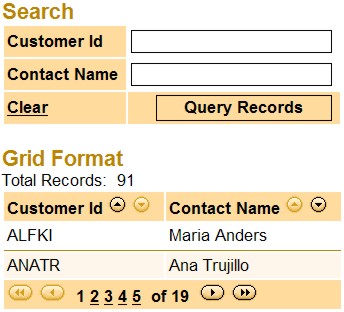 Search
Customer Id
Contact Name
Clear Query Records
Grid Format
Total Records: 91
Customer Id Contact Name
ALFKI Maria Anders
ANATR Ana Trujillo
1 2 3 4 5 of 19